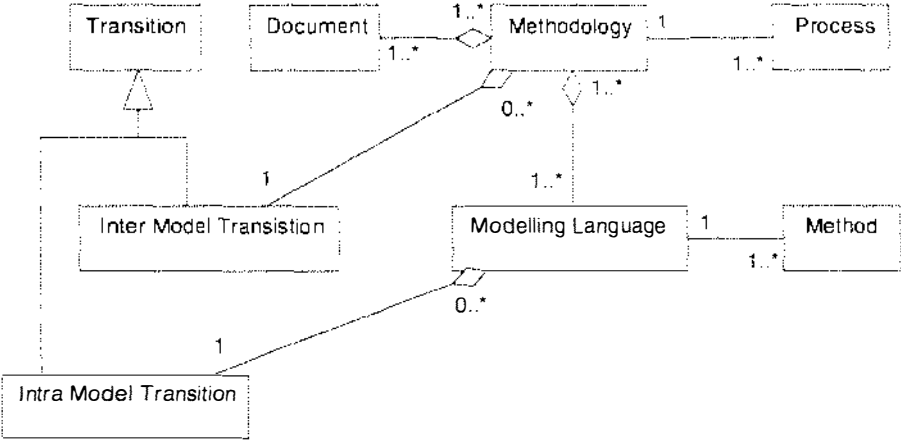 Transition
Document
1..*
1..*
Methodology
1
1..*
Process
0..*
1..*
1
1..*
Inter Model Transistion
Modelling Language
1
1..*
Method
0..*
1
Intra Model Transition